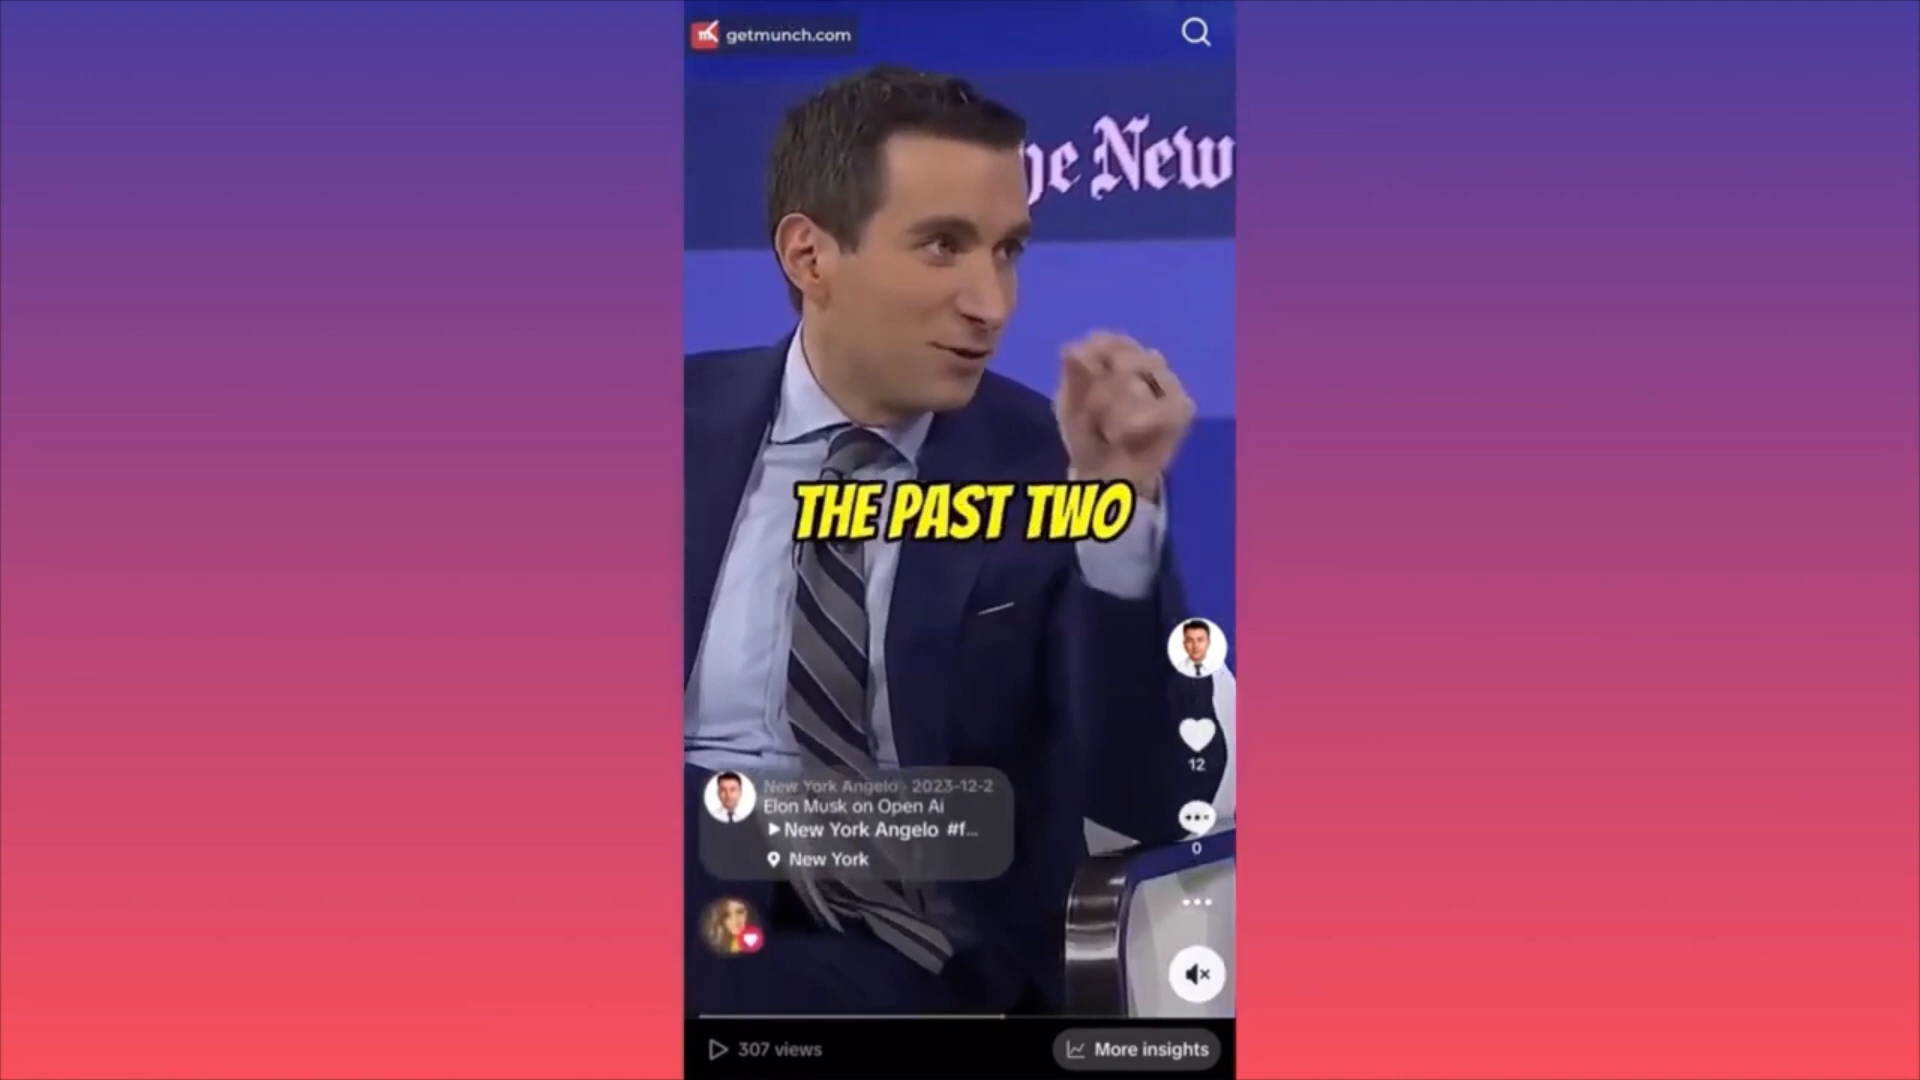 getmunch.com
he New
THE PAST TWO
12
New York Angelo · 2023-12-2
Elon Musk on Open Ai
New York Angelo #f...
New York
0
307 views
More insights